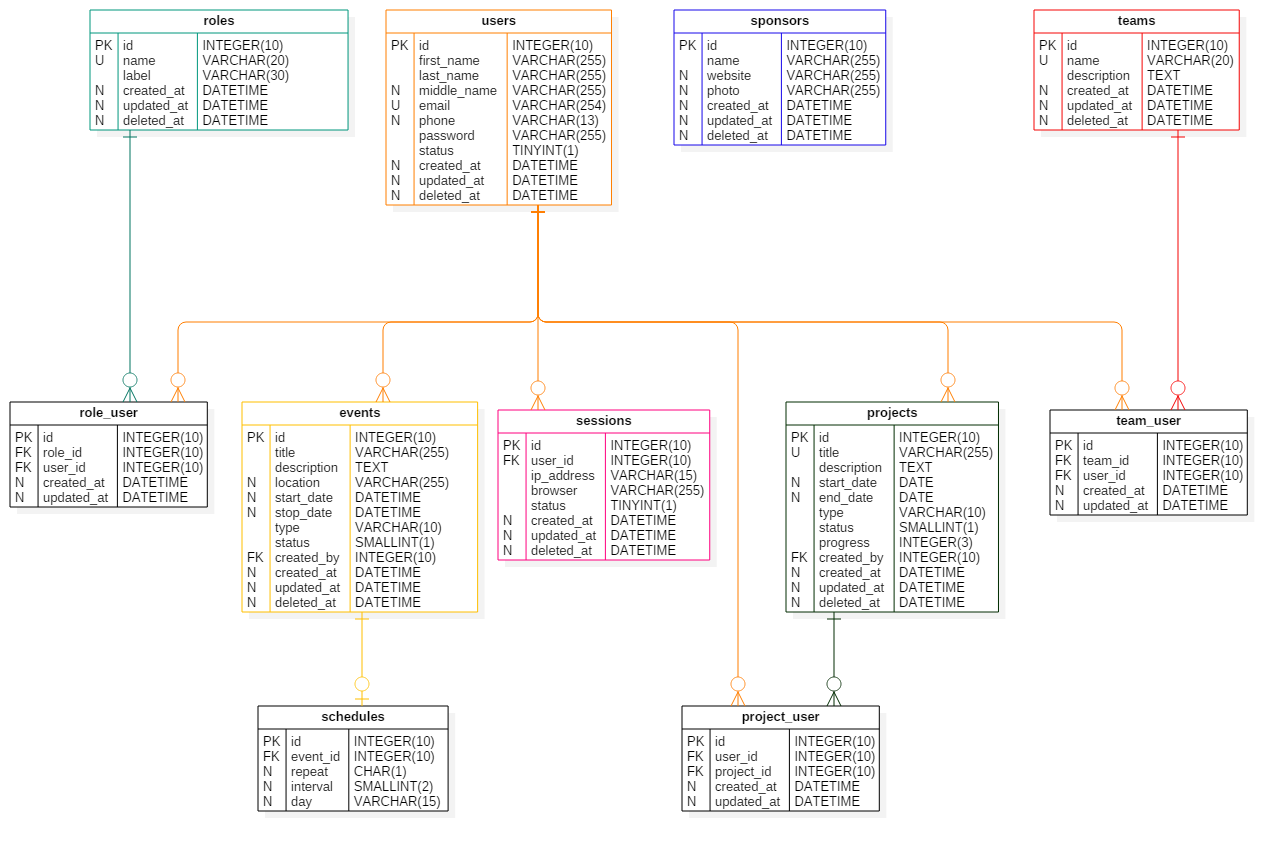 roles
PK id INTEGER(10)
U name VARCHAR(20)
label VARCHAR(30)
N created_at DATETIME
N updated_at DATETIME
N deleted_at DATETIME
users
PK id INTEGER(10)
first_name VARCHAR(255)
last_name VARCHAR(255)
N middle_name VARCHAR(255)
U email VARCHAR(254)
N phone VARCHAR(13)
password VARCHAR(255)
status TINYINT(1)
N created_at DATETIME
N updated_at DATETIME
N deleted_at DATETIME
sponsors
PK id INTEGER(10)
name VARCHAR(255)
N website VARCHAR(255)
N photo VARCHAR(255)
N created_at DATETIME
N updated_at DATETIME
N deleted_at DATETIME
teams
PK id INTEGER(10)
U name VARCHAR(20)
description TEXT
N created_at DATETIME
N updated_at DATETIME
N deleted_at DATETIME
role_user
PK id INTEGER(10)
FK role_id INTEGER(10)
FK user_id INTEGER(10)
N created_at DATETIME
N updated_at DATETIME
events
PK id INTEGER(10)
title VARCHAR(255)
description TEXT
N location VARCHAR(255)
N start_date DATETIME
N stop_date DATETIME
type VARCHAR(10)
status SMALLINT(1)
FK created_by INTEGER(10)
N created_at DATETIME
N updated_at DATETIME
N deleted_at DATETIME
sessions
PK id INTEGER(10)
FK user_id INTEGER(10)
ip_address VARCHAR(15)
browser VARCHAR(255)
status TINYINT(1)
N created_at DATETIME
N updated_at DATETIME
N deleted_at DATETIME
projects
PK id INTEGER(10)
U title VARCHAR(255)
description TEXT
N start_date DATE
N end_date DATE
type VARCHAR(10)
status SMALLINT(1)
progress INTEGER(3)
FK created_by INTEGER(10)
N created_at DATETIME
N updated_at DATETIME
N deleted_at DATETIME
team_user
PK id INTEGER(10)
FK team_id INTEGER(10)
FK user_id INTEGER(10)
N created_at DATETIME
N updated_at DATETIME
schedules
PK id INTEGER(10)
FK event_id INTEGER(10)
N repeat CHAR(1)
N interval SMALLINT(2)
N day VARCHAR(15)
project_user
PK id INTEGER(10)
FK user_id INTEGER(10)
FK project_id INTEGER(10)
N created_at DATETIME
N updated_at DATETIME